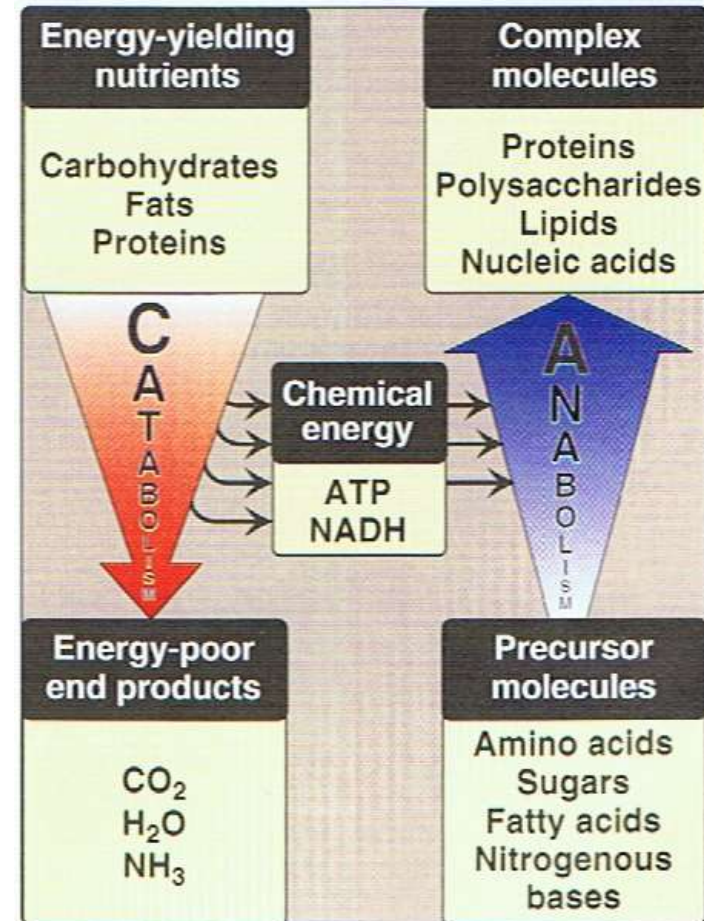 Energy-yielding
nutrients
Carbohydrates
Fats
Proteins
CATABOLISM
Energy-poor
end products
CO₂
H₂O
NH₃
Chemical
energy
ATP
NADH
Complex
molecules
Proteins
Polysaccharides
Lipids
Nucleic acids
ANABOLISM
Precursor
molecules
Amino acids
Sugars
Fatty acids
Nitrogenous
bases